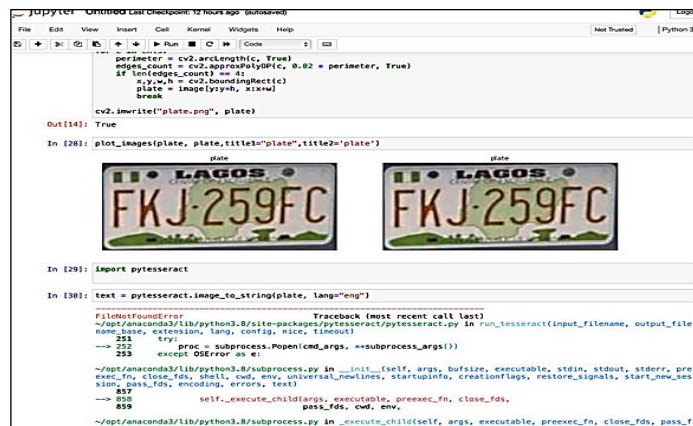 Jupyter Untitled Last Checkpoint: 12 hours ago (autosaved)
File Edit View Insert Cell Kernel Widgets Help Not Trusted Python 3
Run Code
perimeter = cv2.arcLength(c, True)
edges_count = cv2.approxPolyDP(c, 0.02 * perimeter, True)
if len(edges_count) == 4:
x,y,w,h = cv2.boundingRect(c)
plate = image[y:y+h, x:x+w]
break
cv2.imwrite("plate.png", plate)
Out[14]: True
In [28]: plot_images(plate, plate,title1="plate",title2='plate')
plate plate
LAGOS LAGOS
FKJ·259FC FKJ·259FC
In [29]: import pytesseract
In [30]: text = pytesseract.image_to_string(plate, lang="eng")
FileNotFoundError Traceback (most recent call last)
~/opt/anaconda3/lib/python3.8/site-packages/pytesseract/pytesseract.py in run_tesseract(input_filename, output_file
name_base, extension, lang, config, nice, timeout)
251 try:
--> 252 proc = subprocess.Popen(cmd_args, **subprocess_args())
253 except OSError as e:
~/opt/anaconda3/lib/python3.8/subprocess.py in __init__(self, args, bufsize, executable, stdin, stdout, stderr, pre
exec_fn, close_fds, shell, cwd, env, universal_newlines, startupinfo, creationflags, restore_signals, start_new_ses
sion, pass_fds, encoding, errors, text)
857
--> 858 self._execute_child(args, executable, preexec_fn, close_fds,
859 pass_fds, cwd, env,
~/opt/anaconda3/lib/python3.8/subprocess.py in _execute_child(self, args, executable, preexec_fn, close_fds, pass_f